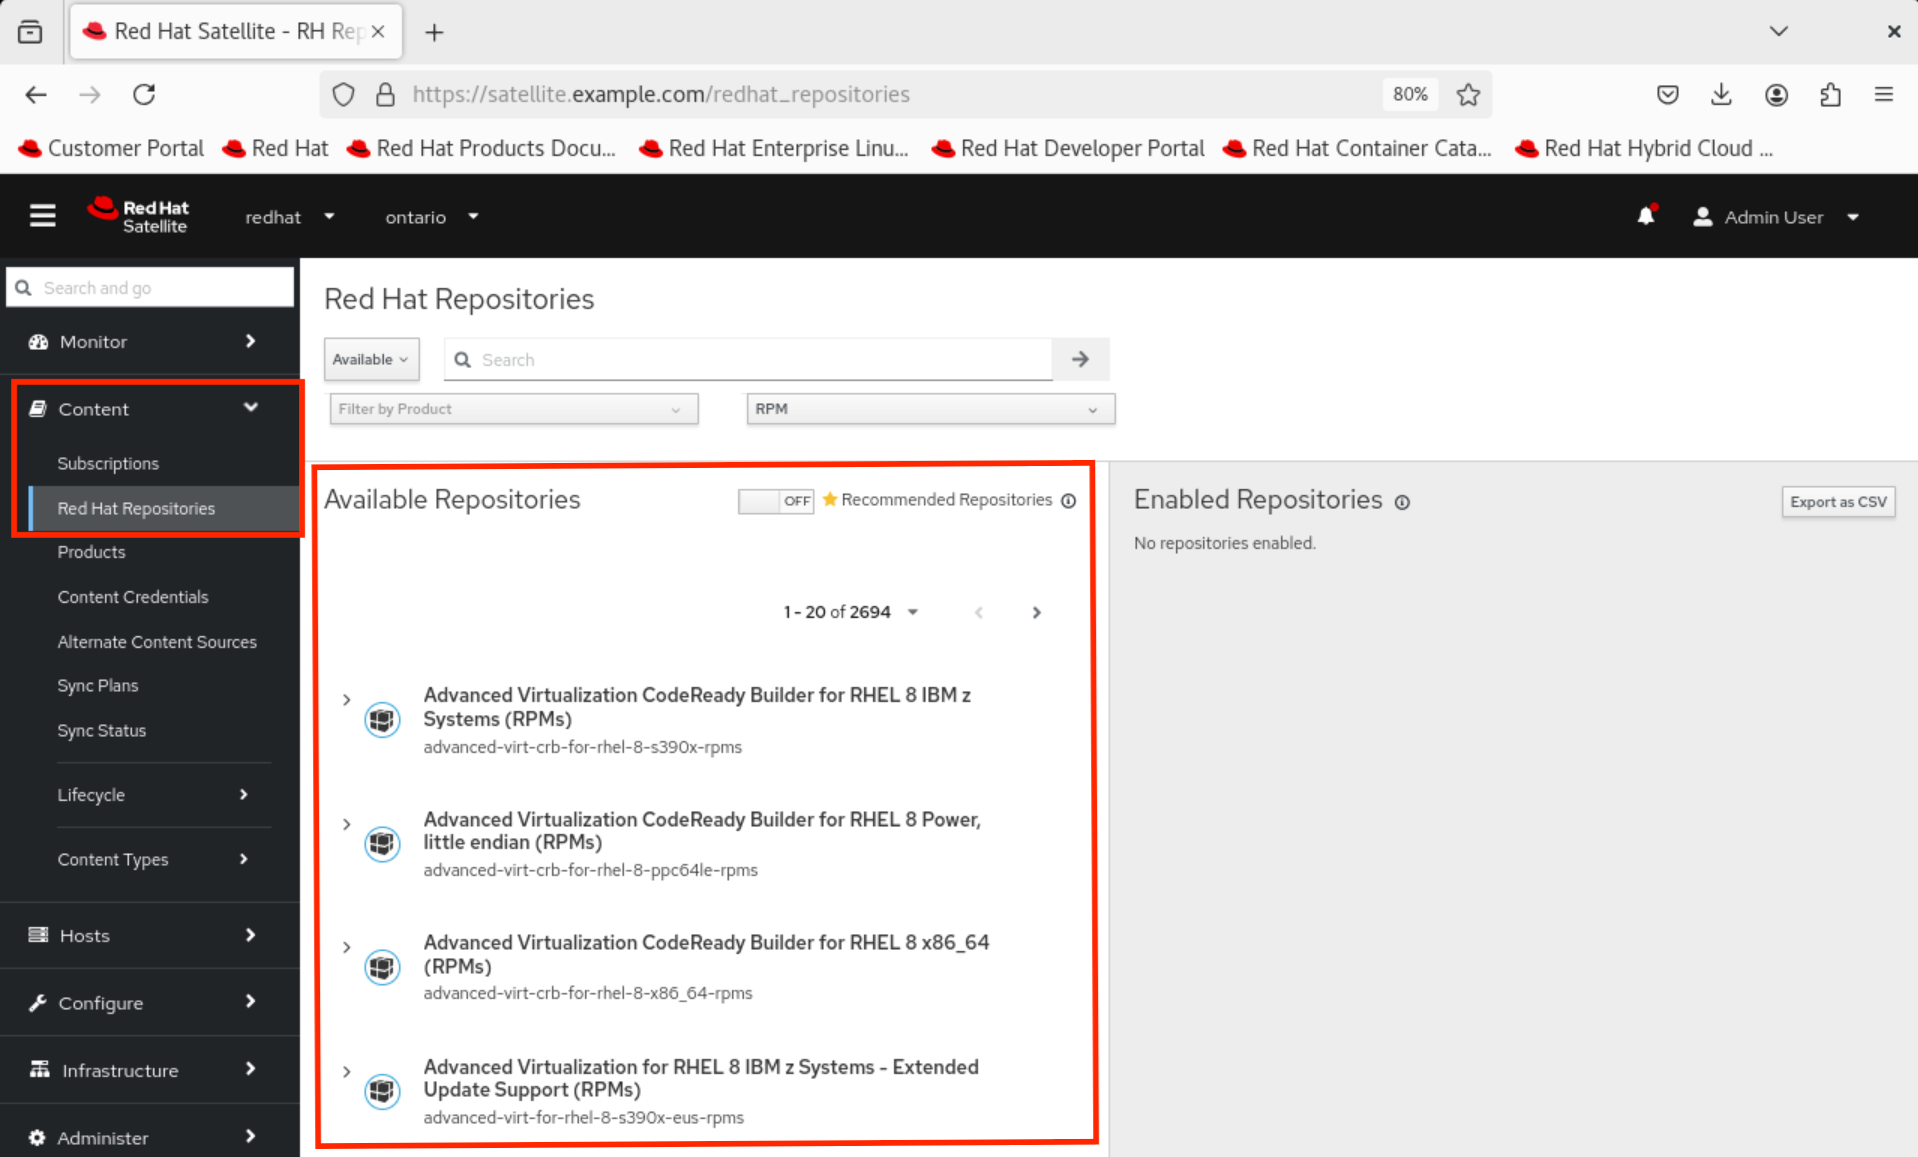 Red Hat Satellite - RH Rep
https://satellite.example.com/redhat_repositories
80%
Customer Portal
Red Hat
Red Hat Products Docu...
Red Hat Enterprise Linu...
Red Hat Developer Portal
Red Hat Container Cata...
Red Hat Hybrid Cloud ...
Red Hat
Satellite
redhat
ontario
Admin User
Search and go
Monitor
Content
Subscriptions
Red Hat Repositories
Products
Content Credentials
Alternate Content Sources
Sync Plans
Sync Status
Lifecycle
Content Types
Hosts
Configure
Infrastructure
Administer
Red Hat Repositories
Available
Search
Filter by Product
RPM
Available Repositories
OFF
Recommended Repositories
1 - 20 of 2694
Advanced Virtualization CodeReady Builder for RHEL 8 IBM z
Systems (RPMs)
advanced-virt-crb-for-rhel-8-s390x-rpms
Advanced Virtualization CodeReady Builder for RHEL 8 Power,
little endian (RPMs)
advanced-virt-crb-for-rhel-8-ppc64le-rpms
Advanced Virtualization CodeReady Builder for RHEL 8 x86_64
(RPMs)
advanced-virt-crb-for-rhel-8-x86_64-rpms
Advanced Virtualization for RHEL 8 IBM z Systems - Extended
Update Support (RPMs)
advanced-virt-for-rhel-8-s390x-eus-rpms
Enabled Repositories
Export as CSV
No repositories enabled.